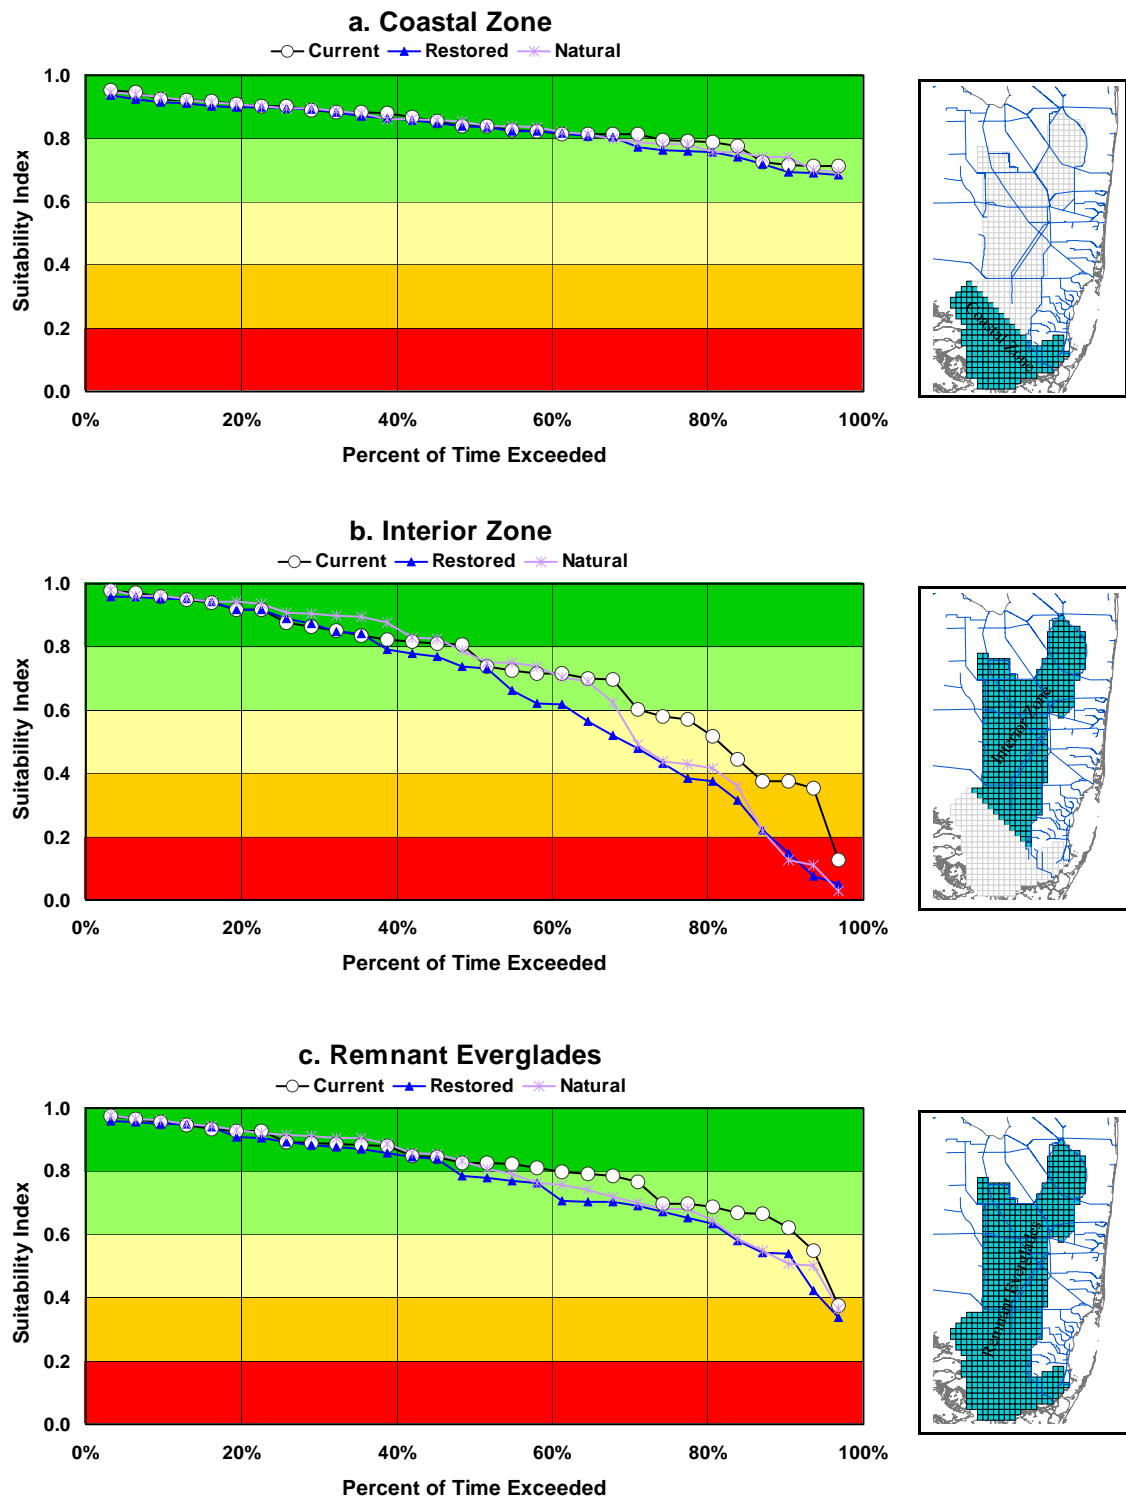 a. Coastal Zone
Current Restored Natural
1.0
0.8
0.6
0.4
0.2
0.0
Suitability Index
0% 20% 40% 60% 80% 100%
Percent of Time Exceeded
Coastal Zone
b. Interior Zone
Current Restored Natural
1.0
0.8
0.6
0.4
0.2
0.0
Suitability Index
0% 20% 40% 60% 80% 100%
Percent of Time Exceeded
Interior Zone
c. Remnant Everglades
Current Restored Natural
1.0
0.8
0.6
0.4
0.2
0.0
Suitability Index
0% 20% 40% 60% 80% 100%
Percent of Time Exceeded
Remnant Everglades